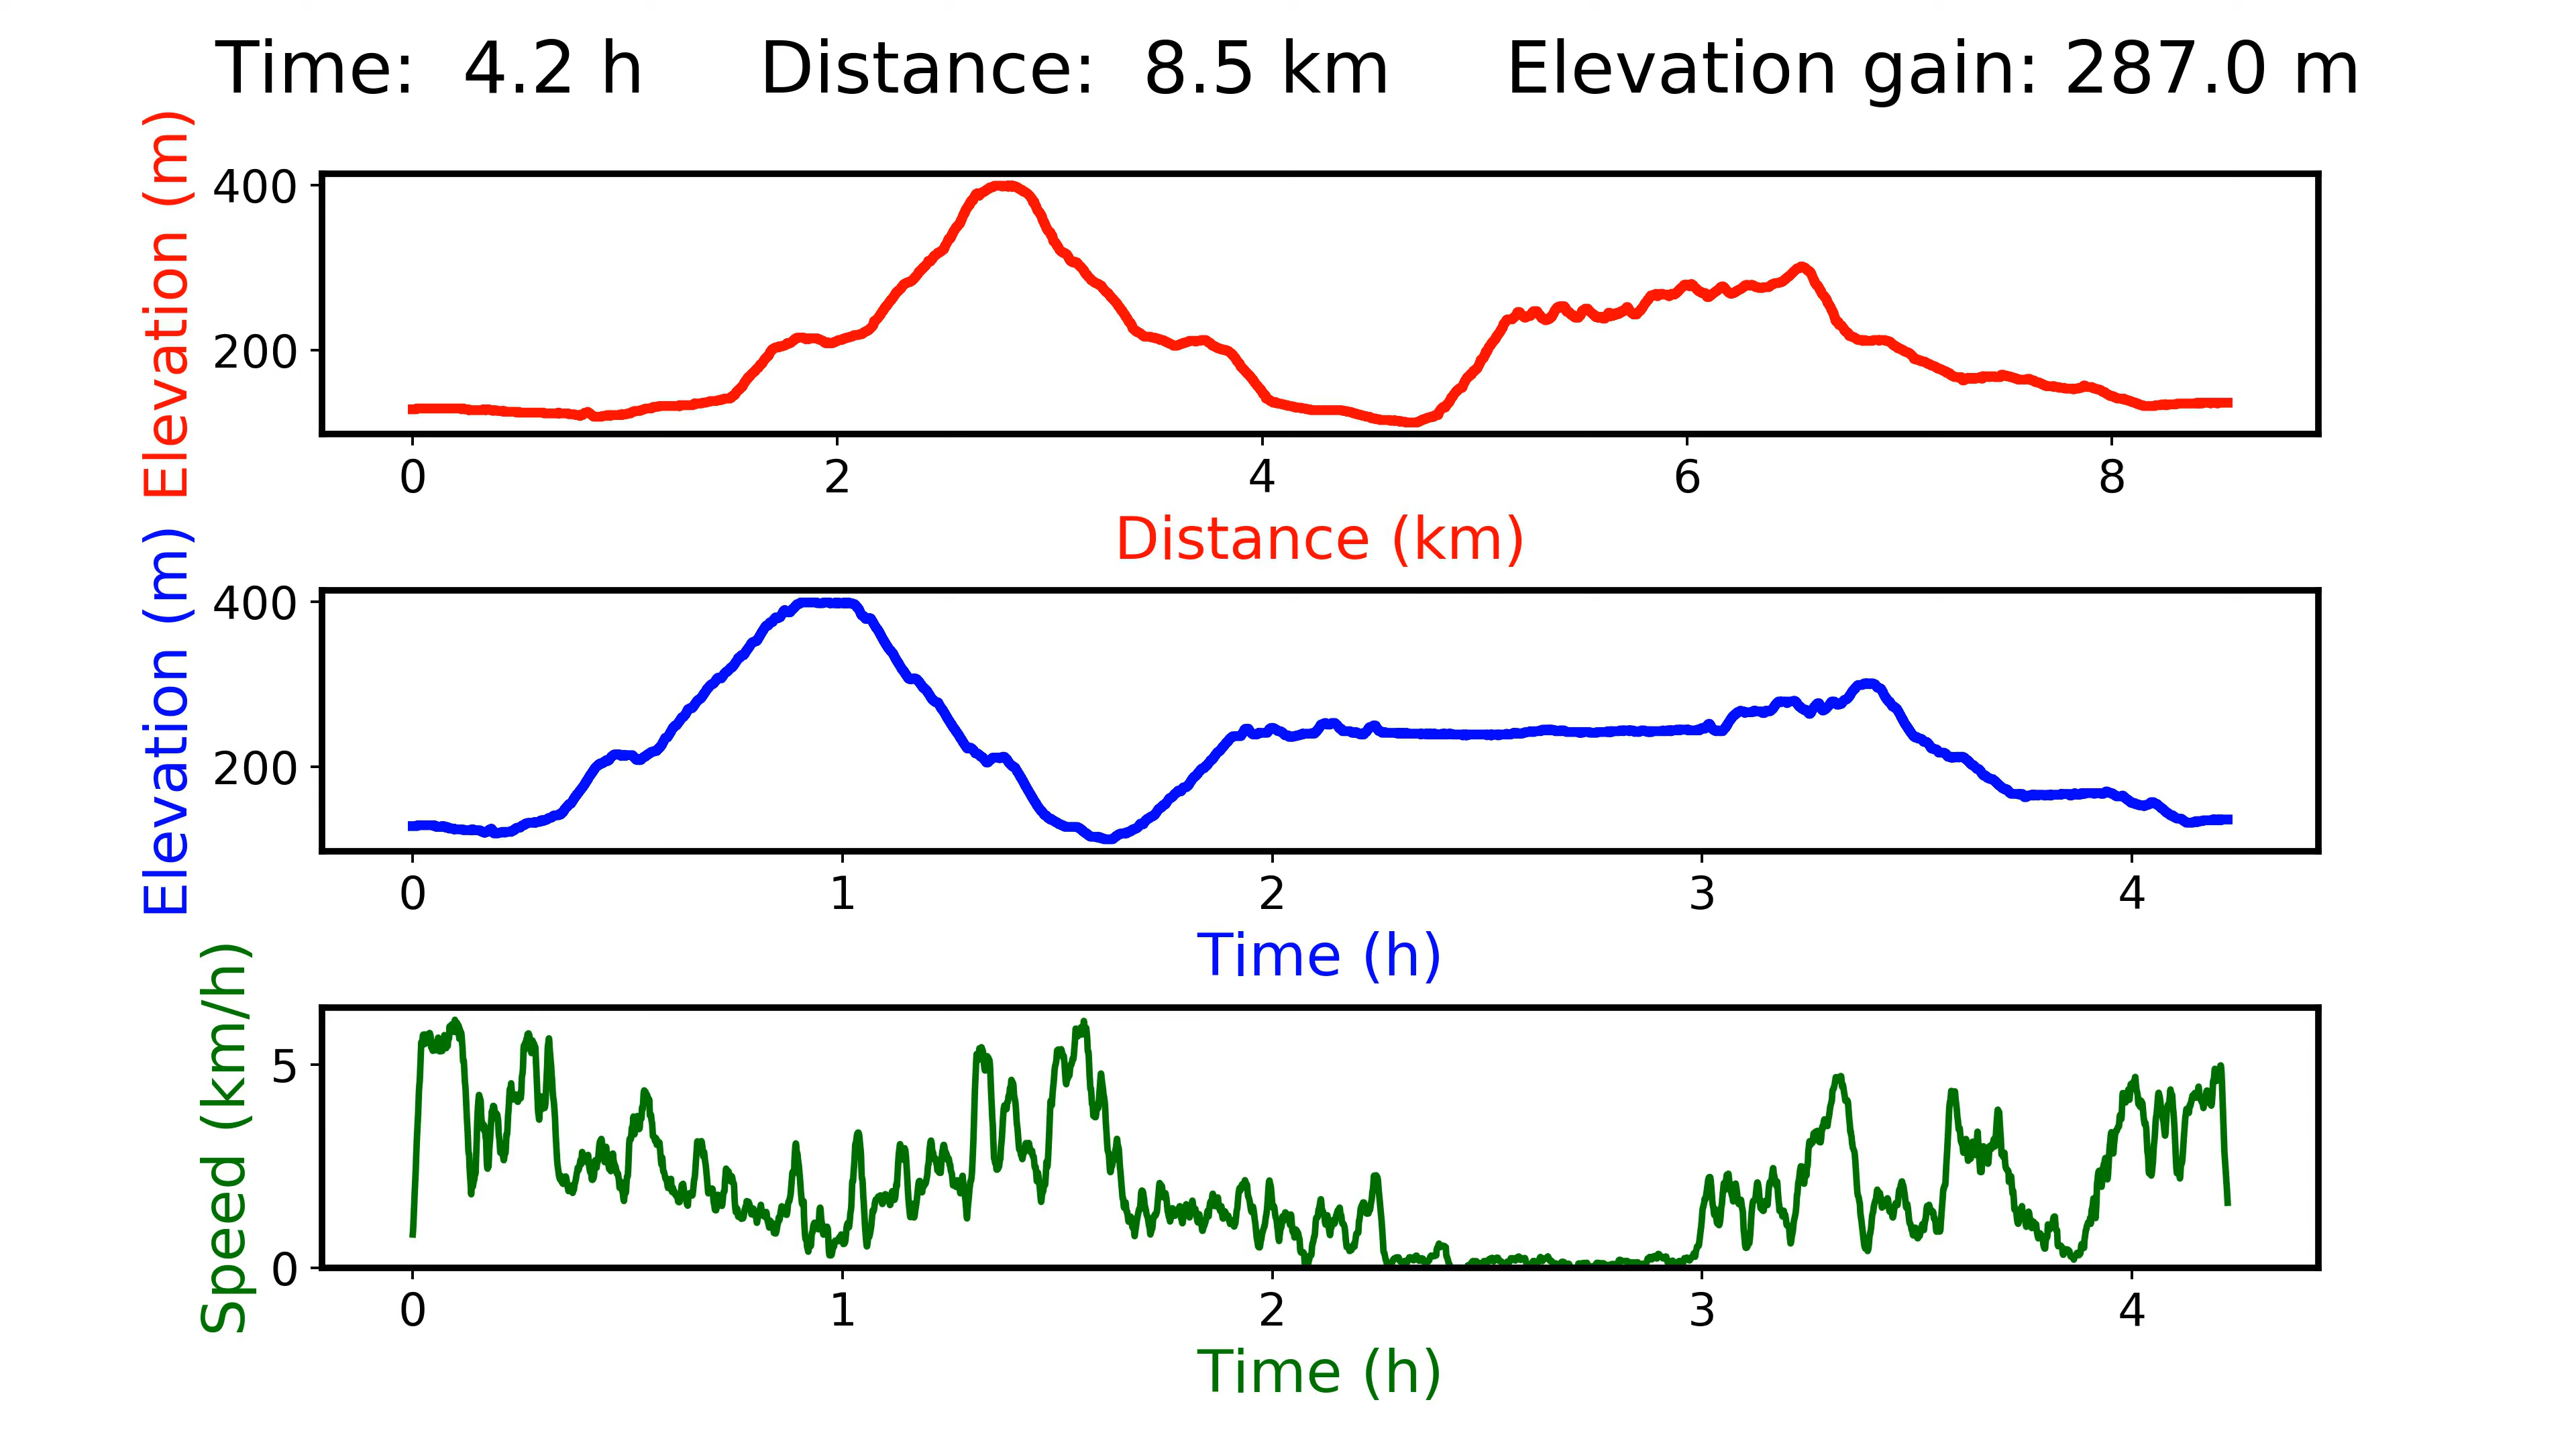 Time:  4.2 h      Distance:  8.5 km      Elevation gain: 287.0 m
Elevation (m)
400
200
0 2 4 6 8
Distance (km)
Elevation (m)
400
200
0 1 2 3 4
Time (h)
Speed (km/h)
5
0
0 1 2 3 4
Time (h)